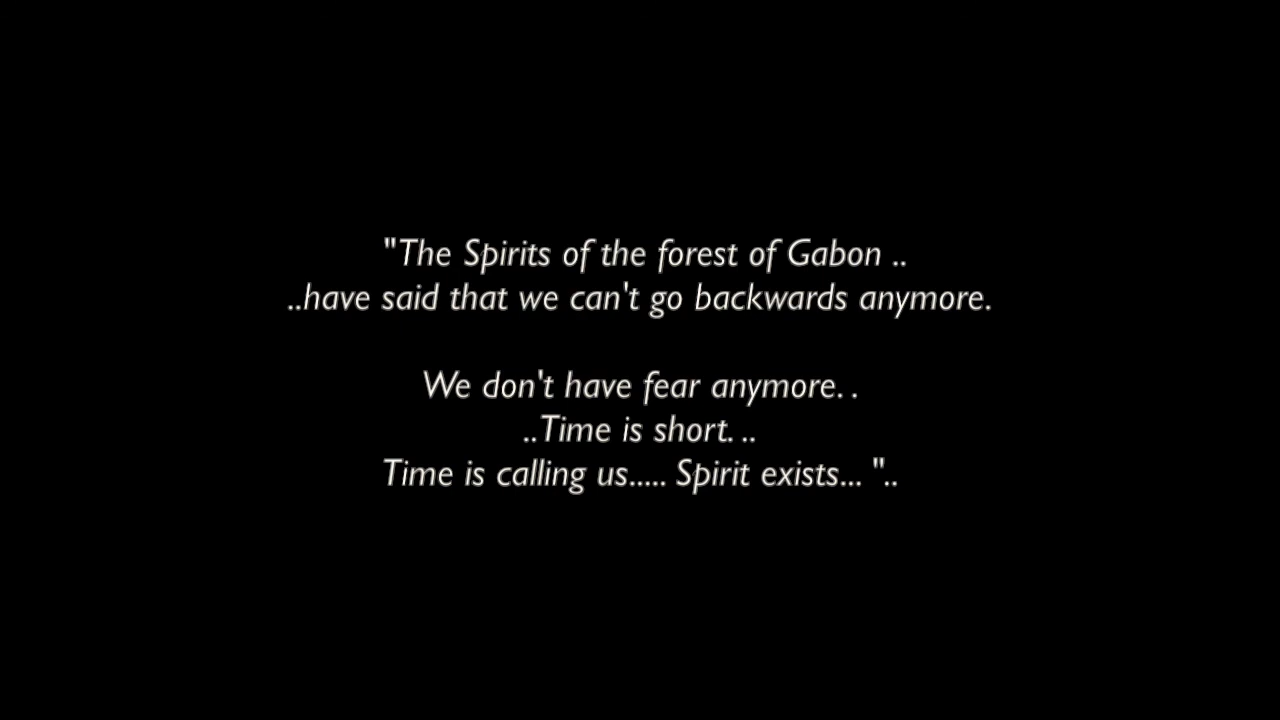 "The Spirits of the forest of Gabon ..
..have said that we can't go backwards anymore.
We don't have fear anymore. .
..Time is short. ..
Time is calling us..... Spirit exists... "..